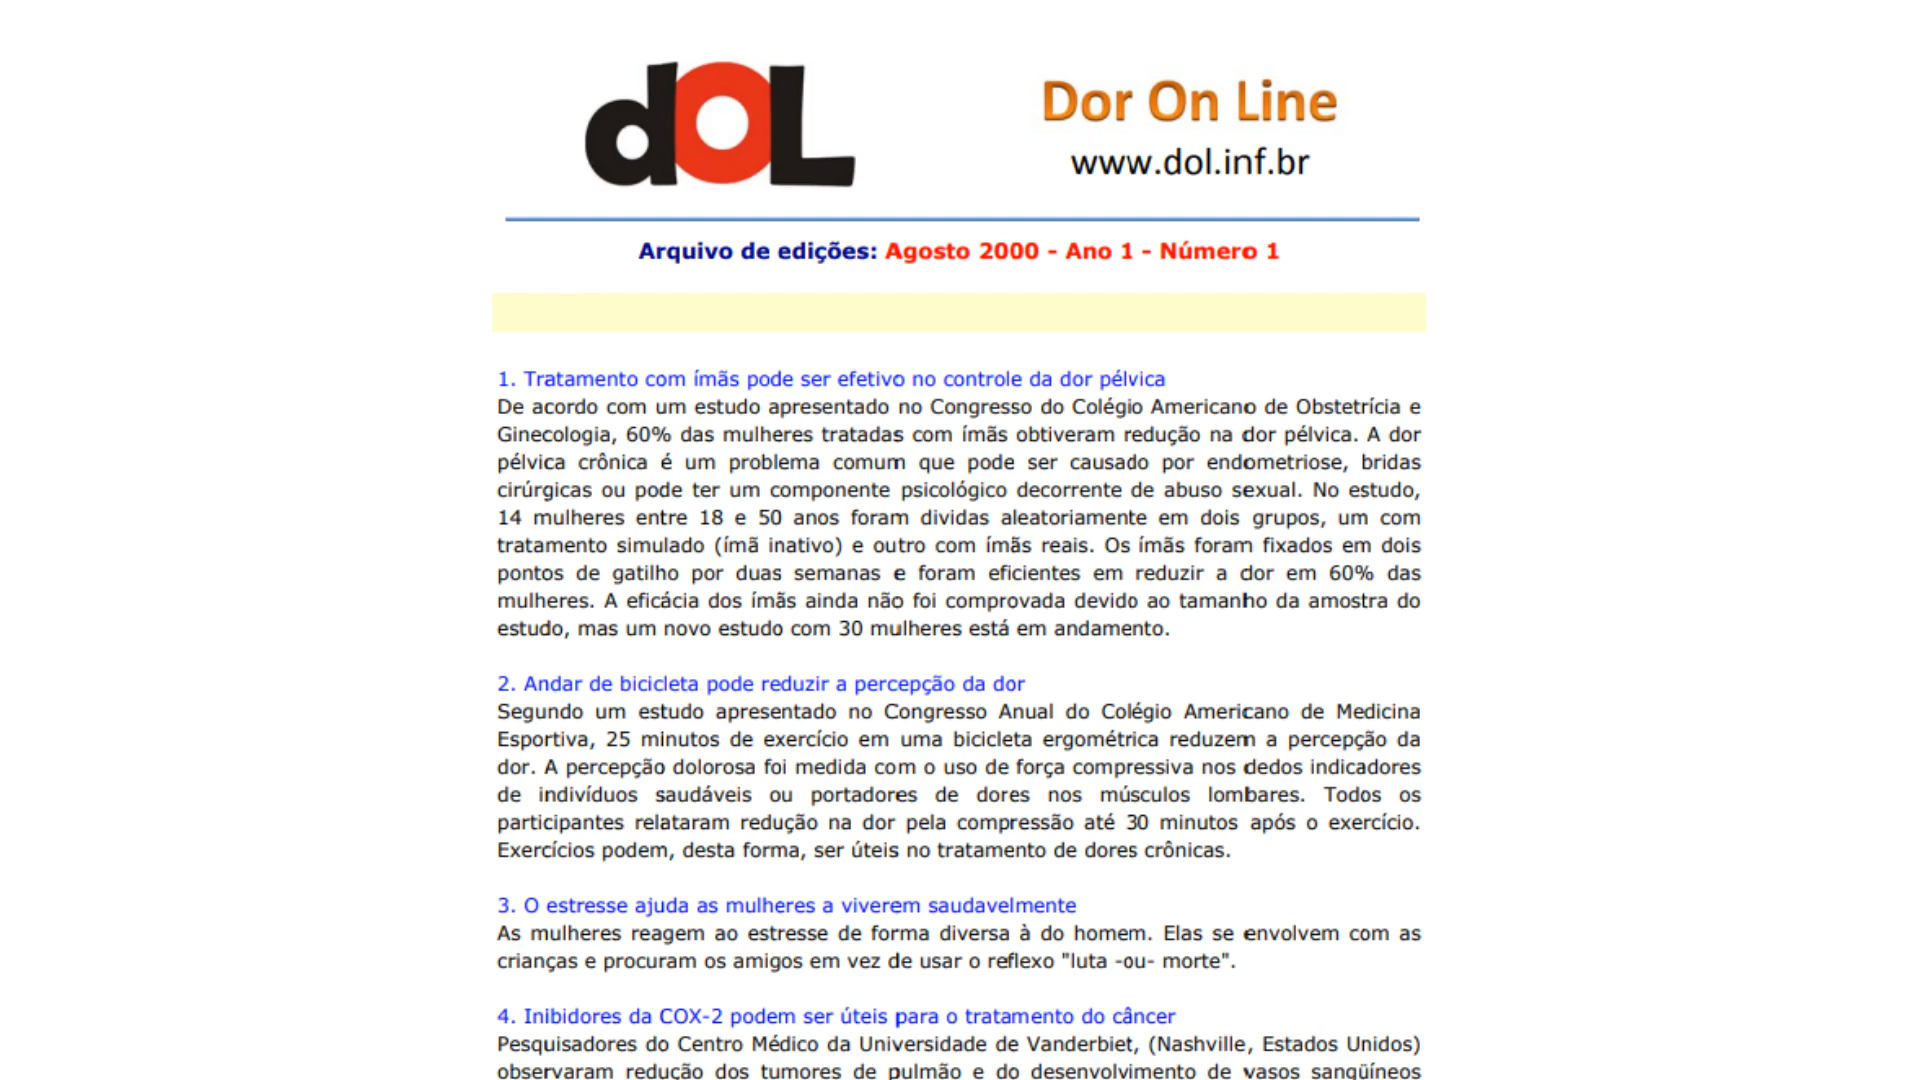 dOL
Dor On Line
www.dol.inf.br
Arquivo de edições: Agosto 2000 - Ano 1 - Número 1
1. Tratamento com ímãs pode ser efetivo no controle da dor pélvica
De acordo com um estudo apresentado no Congresso do Colégio Americano de Obstetrícia e
Ginecologia, 60% das mulheres tratadas com ímãs obtiveram redução na dor pélvica. A dor
pélvica crônica é um problema comum que pode ser causado por endometriose, bridas
cirúrgicas ou pode ter um componente psicológico decorrente de abuso sexual. No estudo,
14 mulheres entre 18 e 50 anos foram dividas aleatoriamente em dois grupos, um com
tratamento simulado (ímã inativo) e outro com ímãs reais. Os ímãs foram fixados em dois
pontos de gatilho por duas semanas e foram eficientes em reduzir a dor em 60% das
mulheres. A eficácia dos ímãs ainda não foi comprovada devido ao tamanho da amostra do
estudo, mas um novo estudo com 30 mulheres está em andamento.
2. Andar de bicicleta pode reduzir a percepção da dor
Segundo um estudo apresentado no Congresso Anual do Colégio Americano de Medicina
Esportiva, 25 minutos de exercício em uma bicicleta ergométrica reduzem a percepção da
dor. A percepção dolorosa foi medida com o uso de força compressiva nos dedos indicadores
de indivíduos saudáveis ou portadores de dores nos músculos lombares. Todos os
participantes relataram redução na dor pela compressão até 30 minutos após o exercício.
Exercícios podem, desta forma, ser úteis no tratamento de dores crônicas.
3. O estresse ajuda as mulheres a viverem saudavelmente
As mulheres reagem ao estresse de forma diversa à do homem. Elas se envolvem com as
crianças e procuram os amigos em vez de usar o reflexo "luta -ou- morte".
4. Inibidores da COX-2 podem ser úteis para o tratamento do câncer
Pesquisadores do Centro Médico da Universidade de Vanderbiet, (Nashville, Estados Unidos)
observaram redução dos tumores de pulmão e do desenvolvimento de vasos sangüíneos